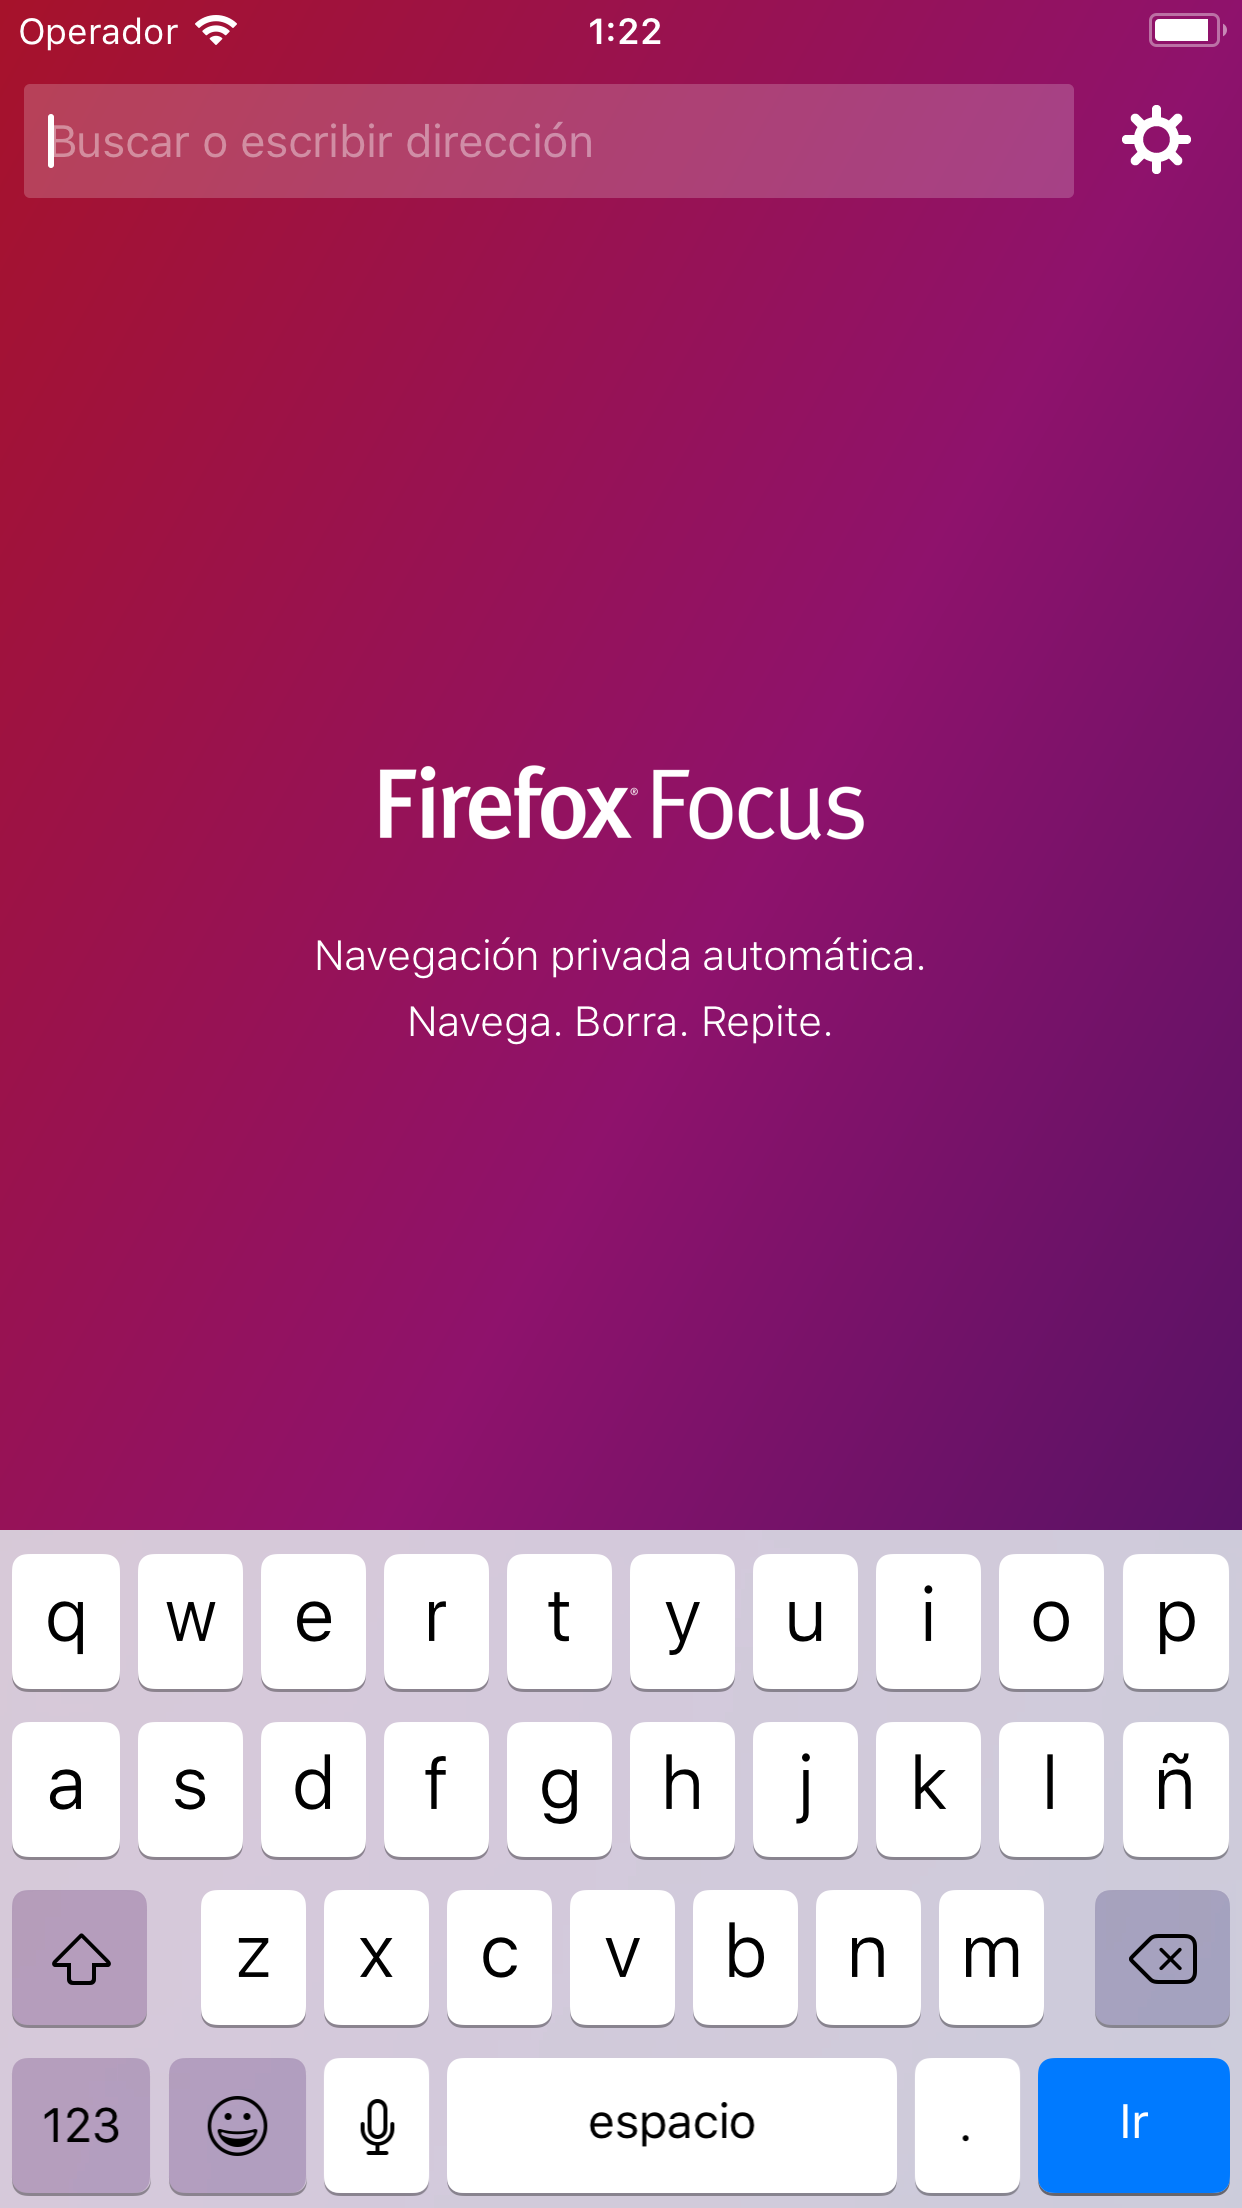 Operador 1:22
Buscar o escribir dirección
Firefox® Focus
Navegación privada automática.
Navega. Borra. Repite.
q w e r t y u i o p
a s d f g h j k l ñ
z x c v b n m
123 espacio . Ir